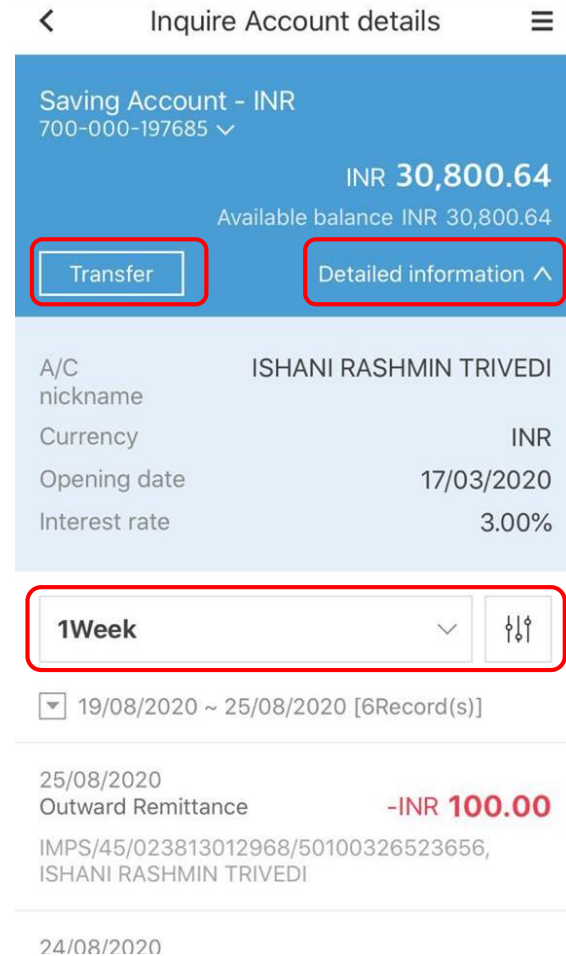 Inquire Account details
Saving Account - INR
700-000-197685
INR 30,800.64
Available balance INR 30,800.64
Transfer Detailed information
A/C ISHANI RASHMIN TRIVEDI
nickname
Currency INR
Opening date 17/03/2020
Interest rate 3.00%
1Week
19/08/2020 ~ 25/08/2020 [6Record(s)]
25/08/2020
Outward Remittance -INR 100.00
IMPS/45/023813012968/50100326523656,
ISHANI RASHMIN TRIVEDI
24/08/2020